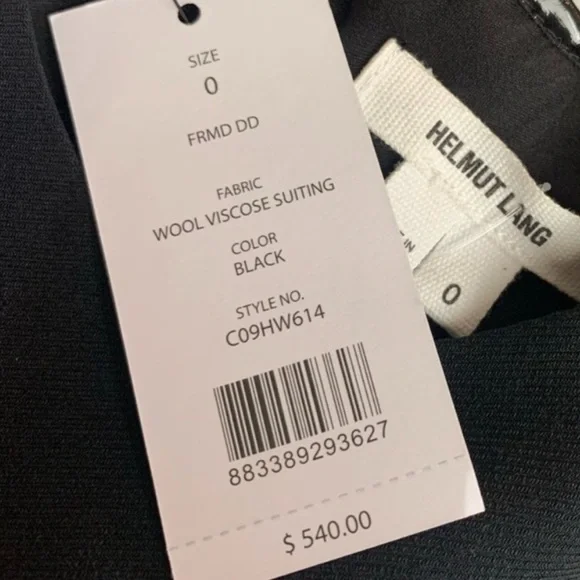 SIZE
0
FRMD DD
FABRIC
WOOL VISCOSE SUITING
COLOR
BLACK
STYLE NO.
C09HW614
883389293627
$ 540.00
HELMUT LANG
IN
0